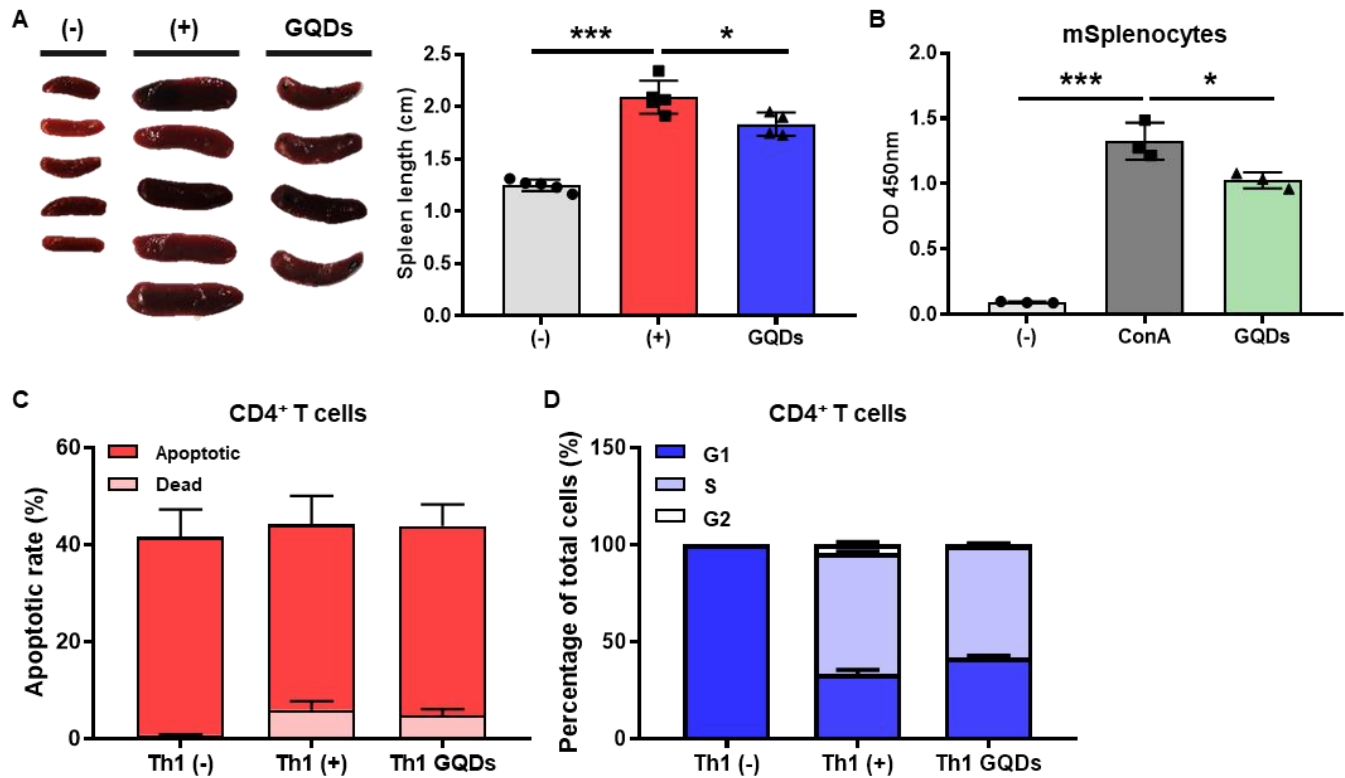 A
(-) (+) GQDs
*** *
Spleen length (cm)
2.5
2.0
1.5
1.0
0.5
0.0
(-) (+) GQDs
B
mSplenocytes
*** *
OD 450nm
2.0
1.5
1.0
0.5
0.0
(-) ConA GQDs
C
CD4⁺ T cells
Apoptotic
Dead
Apoptotic rate (%)
60
40
20
0
Th1 (-) Th1 (+) Th1 GQDs
D
CD4⁺ T cells
G1
S
G2
Percentage of total cells (%)
150
100
50
0
Th1 (-) Th1 (+) Th1 GQDs